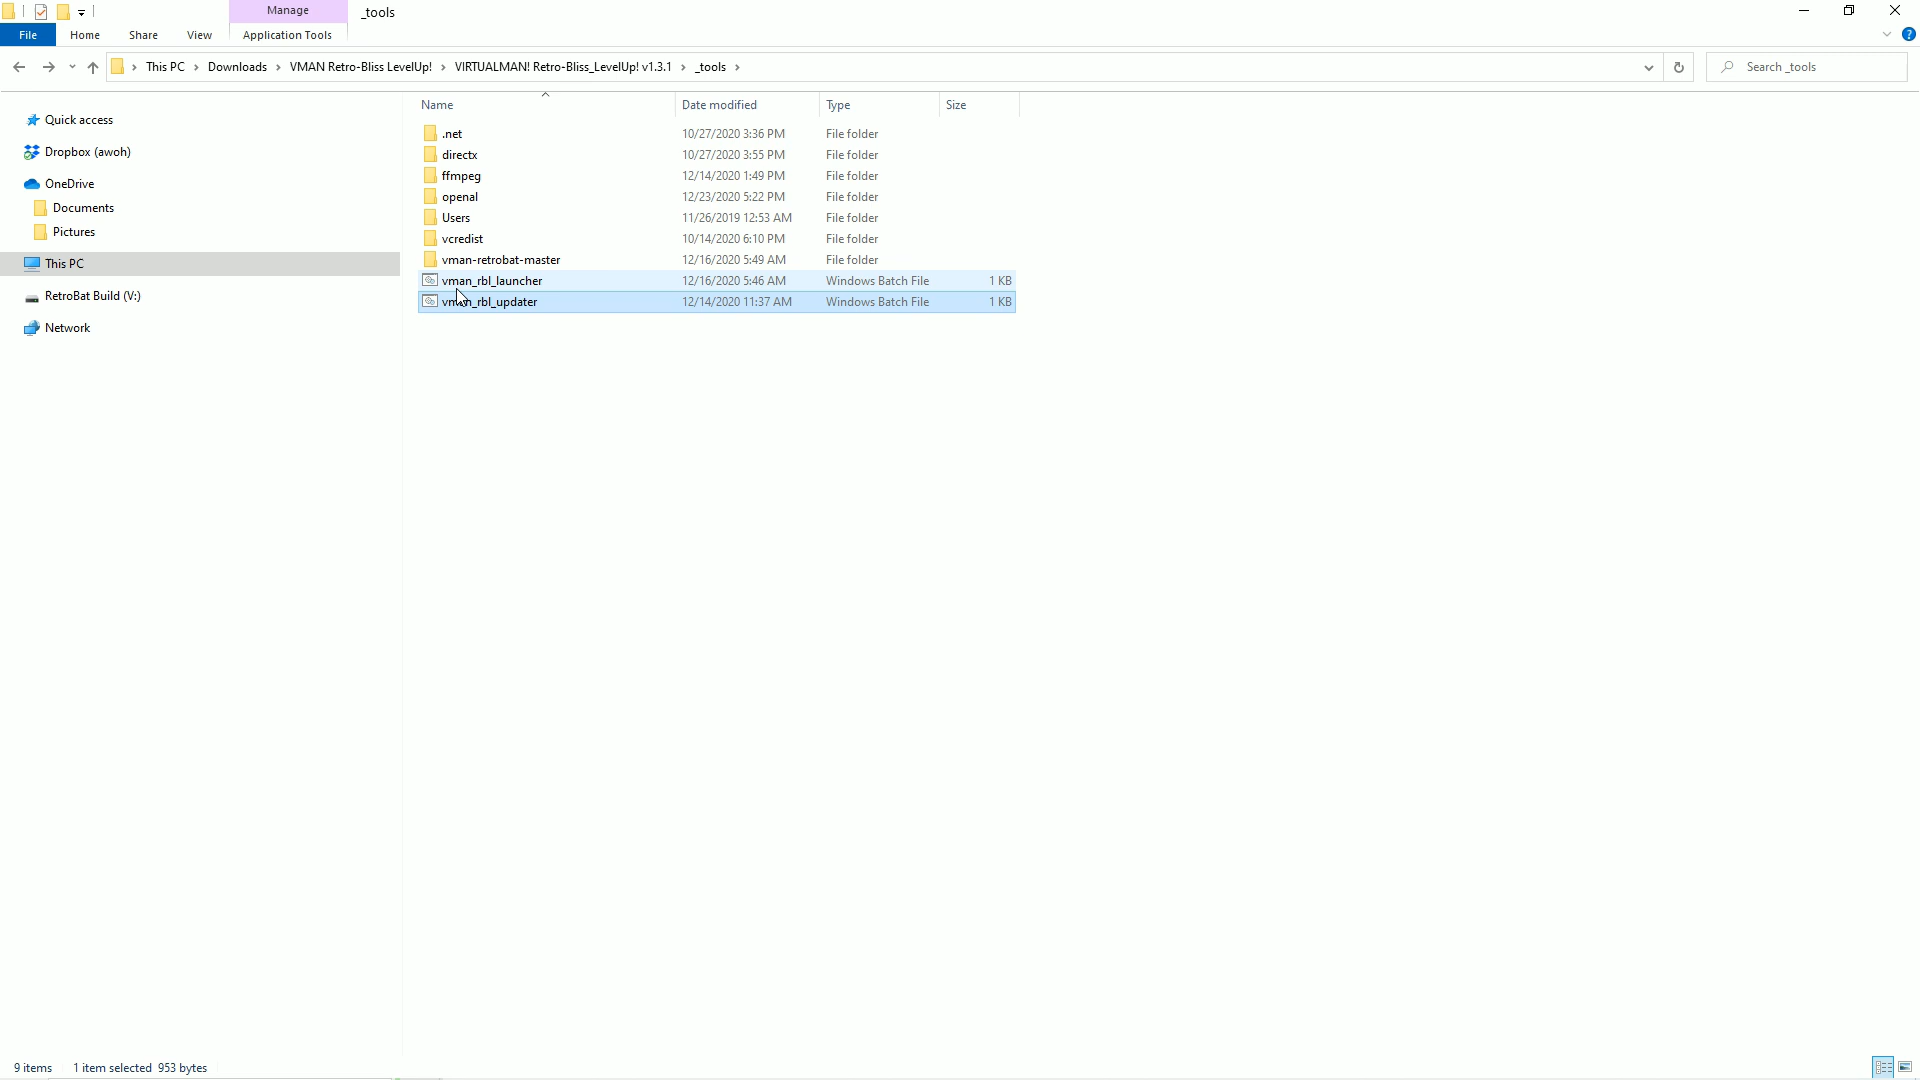 Manage _tools
File Home Share View Application Tools
This PC Downloads VMAN Retro-Bliss LevelUp! VIRTUALMAN! Retro-Bliss_LevelUp! v1.3.1 _tools Search _tools
Name Date modified Type Size
Quick access
Dropbox (awoh)
OneDrive
Documents
Pictures
This PC
RetroBat Build (V:)
Network
.net 10/27/2020 3:36 PM File folder
directx 10/27/2020 3:55 PM File folder
ffmpeg 12/14/2020 1:49 PM File folder
openal 12/23/2020 5:22 PM File folder
Users 11/26/2019 12:53 AM File folder
vcredist 10/14/2020 6:10 PM File folder
vman-retrobat-master 12/16/2020 5:49 AM File folder
vman_rbl_launcher 12/16/2020 5:46 AM Windows Batch File 1 KB
vman_rbl_updater 12/14/2020 11:37 AM Windows Batch File 1 KB
9 items 1 item selected 953 bytes